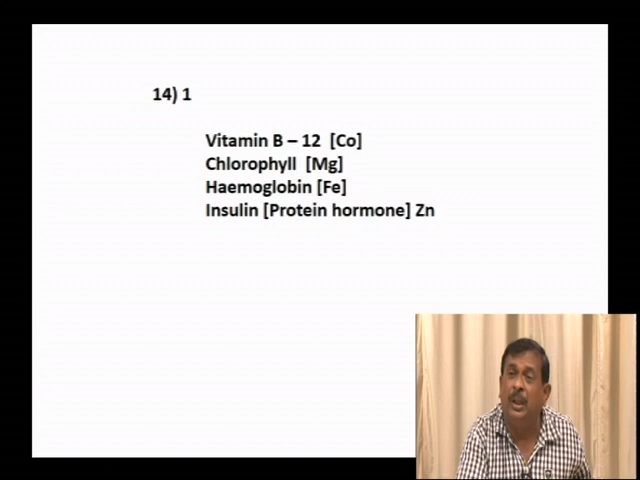 14) 1
Vitamin B – 12 [Co]
Chlorophyll [Mg]
Haemoglobin [Fe]
Insulin [Protein hormone] Zn